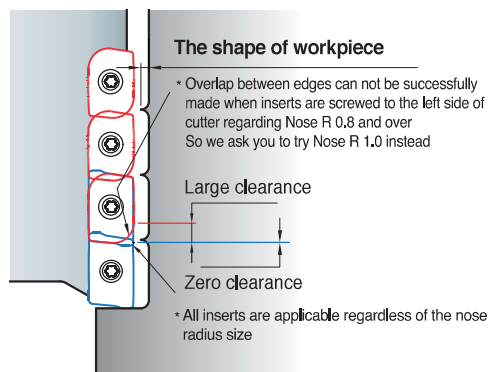 The shape of workpiece
* Overlap between edges can not be successfully
made when inserts are screwed to the left side of
cutter regarding Nose R 0.8 and over
So we ask you to try Nose R 1.0 instead
Large clearance
Zero clearance
* All inserts are applicable regardless of the nose
radius size